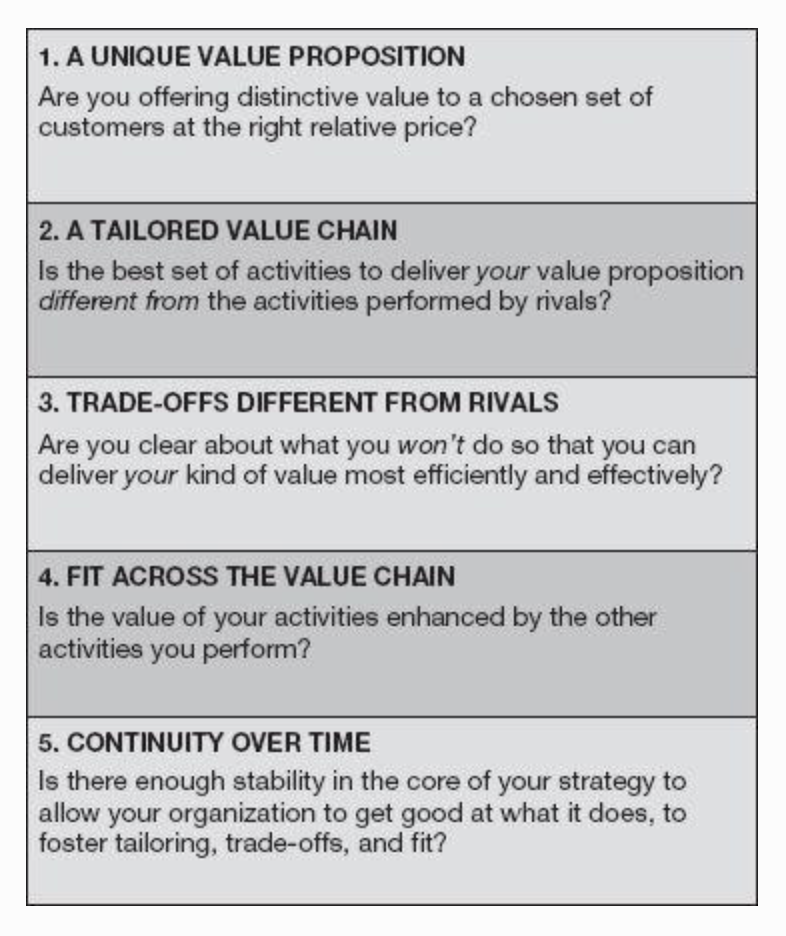 1. A UNIQUE VALUE PROPOSITION
Are you offering distinctive value to a chosen set of
customers at the right relative price?
2. A TAILORED VALUE CHAIN
Is the best set of activities to deliver your value proposition
different from the activities performed by rivals?
3. TRADE-OFFS DIFFERENT FROM RIVALS
Are you clear about what you won't do so that you can
deliver your kind of value most efficiently and effectively?
4. FIT ACROSS THE VALUE CHAIN
Is the value of your activities enhanced by the other
activities you perform?
5. CONTINUITY OVER TIME
Is there enough stability in the core of your strategy to
allow your organization to get good at what it does, to
foster tailoring, trade-offs, and fit?